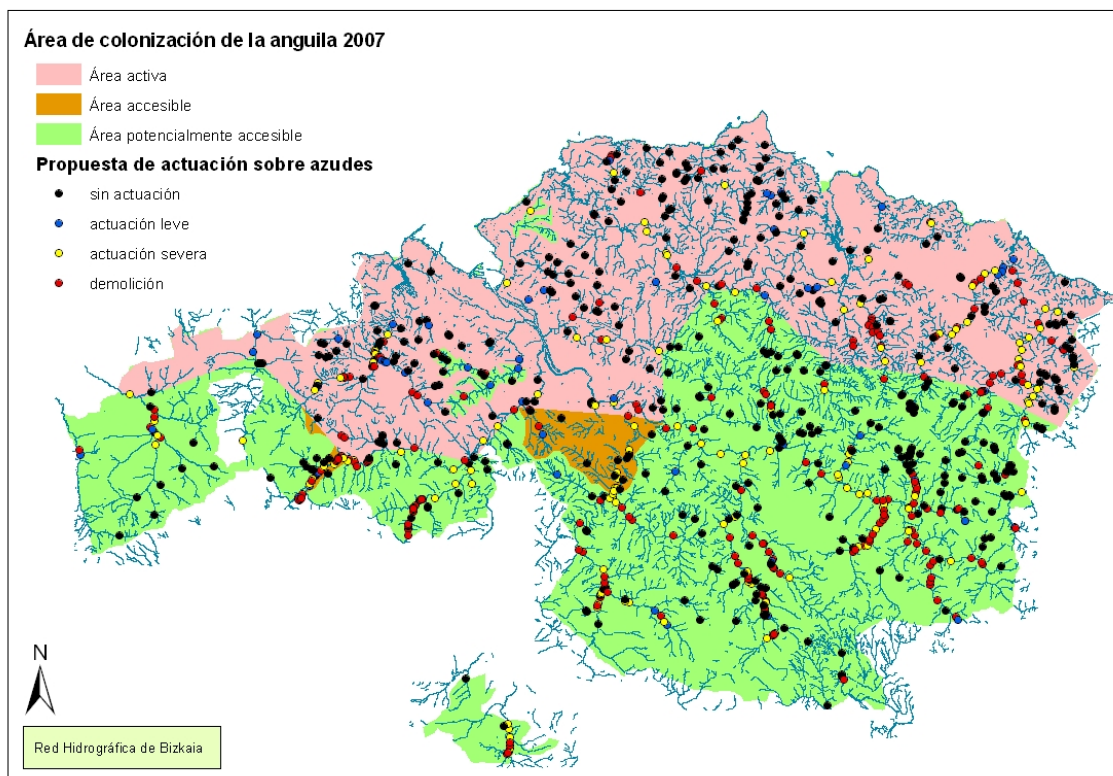 Área de colonización de la anguila 2007
Área activa
Área accesible
Área potencialmente accesible
Propuesta de actuación sobre azudes
sin actuación
actuación leve
actuación severa
demolición
N
Red Hidrográfica de Bizkaia